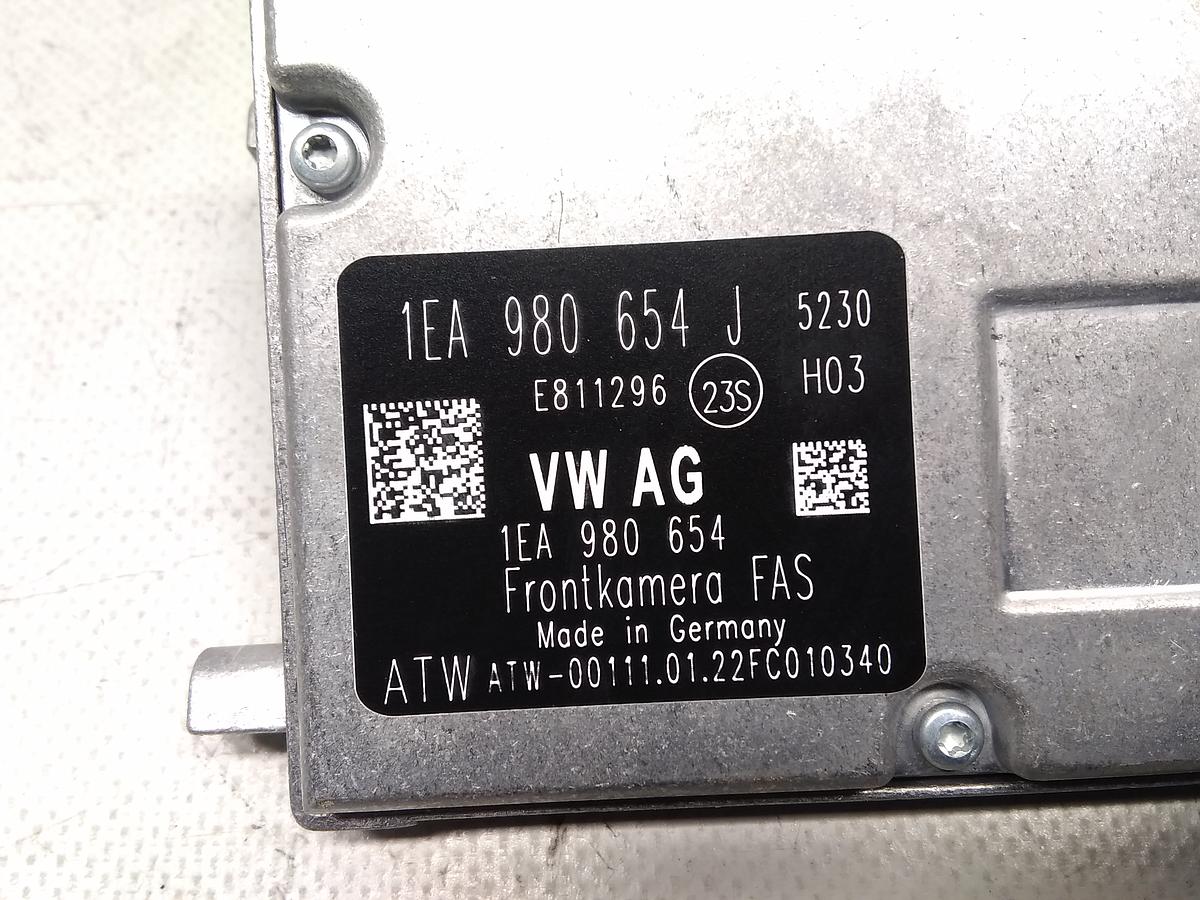 1EA 980 654 J 5230
E811296 23S H03
VW AG
1EA 980 654
Frontkamera FAS
Made in Germany
ATW ATW-00111.01.22FC010340